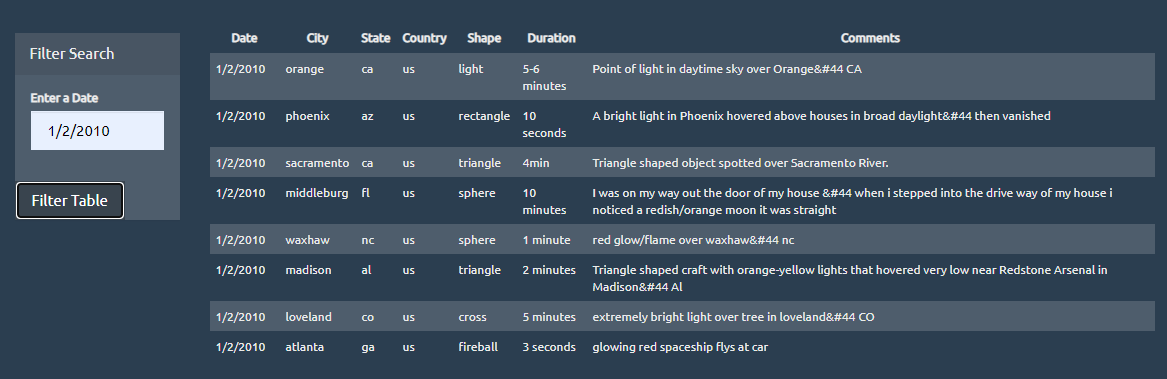 Filter Search
Enter a Date
1/2/2010
Filter Table
Date City State Country Shape Duration Comments
1/2/2010 orange ca us light 5-6 minutes Point of light in daytime sky over Orange&#44 CA
1/2/2010 phoenix az us rectangle 10 seconds A bright light in Phoenix hovered above houses in broad daylight&#44 then vanished
1/2/2010 sacramento ca us triangle 4min Triangle shaped object spotted over Sacramento River.
1/2/2010 middleburg fl us sphere 10 minutes I was on my way out the door of my house &#44 when i stepped into the drive way of my house i
noticed a redish/orange moon it was straight
1/2/2010 waxhaw nc us sphere 1 minute red glow/flame over waxhaw&#44 nc
1/2/2010 madison al us triangle 2 minutes Triangle shaped craft with orange-yellow lights that hovered very low near Redstone Arsenal in
Madison&#44 Al
1/2/2010 loveland co us cross 5 minutes extremely bright light over tree in loveland&#44 CO
1/2/2010 atlanta ga us fireball 3 seconds glowing red spaceship flys at car